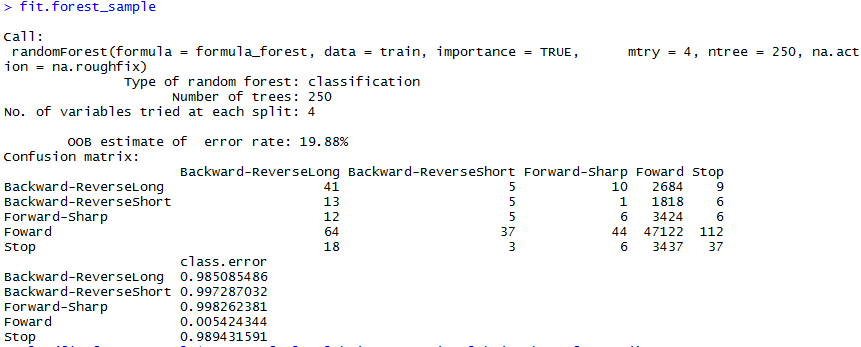 > fit.forest_sample
Call:
randomForest(formula = formula_forest, data = train, importance = TRUE,      mtry = 4, ntree = 250, na.act
ion = na.roughfix)
Type of random forest: classification
Number of trees: 250
No. of variables tried at each split: 4
OOB estimate of  error rate: 19.88%
Confusion matrix:
Backward-ReverseLong Backward-ReverseShort Forward-Sharp Foward Stop
Backward-ReverseLong 41 5 10 2684 9
Backward-ReverseShort 13 5 1 1818 6
Forward-Sharp 12 5 6 3424 6
Foward 64 37 44 47122 112
Stop 18 3 6 3437 37
class.error
Backward-ReverseLong 0.985085486
Backward-ReverseShort 0.997287032
Forward-Sharp 0.998262381
Foward 0.005424344
Stop 0.989431591